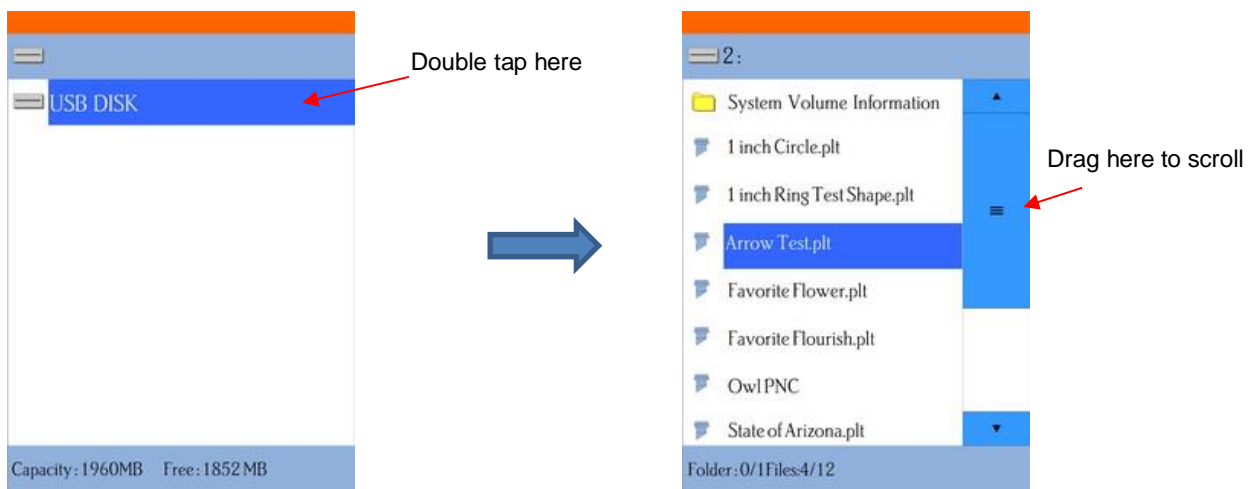 Double tap here
USB DISK
Capacity: 1960MB Free: 1852 MB
2:
System Volume Information
1 inch Circle.plt
1 inch Ring Test Shape.plt
Arrow Test.plt
Favorite Flower.plt
Favorite Flourish.plt
Owl PNC
State of Arizona.plt
Folder: 0/1Files:4/12
Drag here to scroll